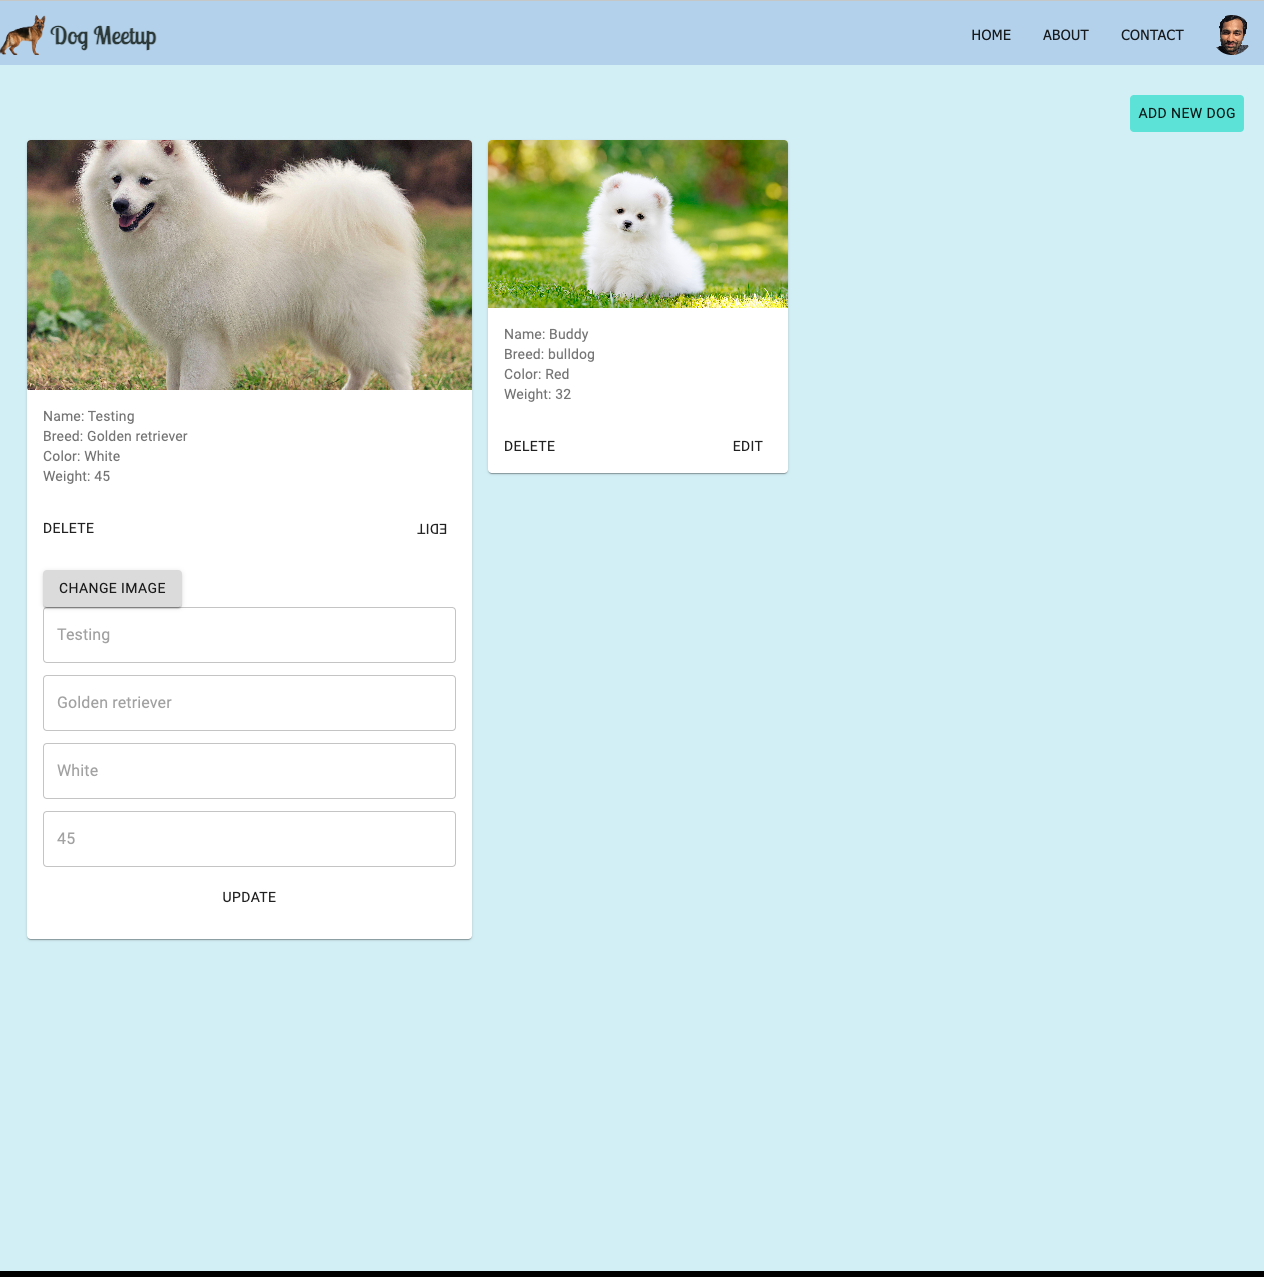 Dog Meetup
HOME ABOUT CONTACT
ADD NEW DOG
Name: Testing
Breed: Golden retriever
Color: White
Weight: 45
DELETE EDIT
CHANGE IMAGE
Testing
Golden retriever
White
45
UPDATE
Name: Buddy
Breed: bulldog
Color: Red
Weight: 32
DELETE EDIT